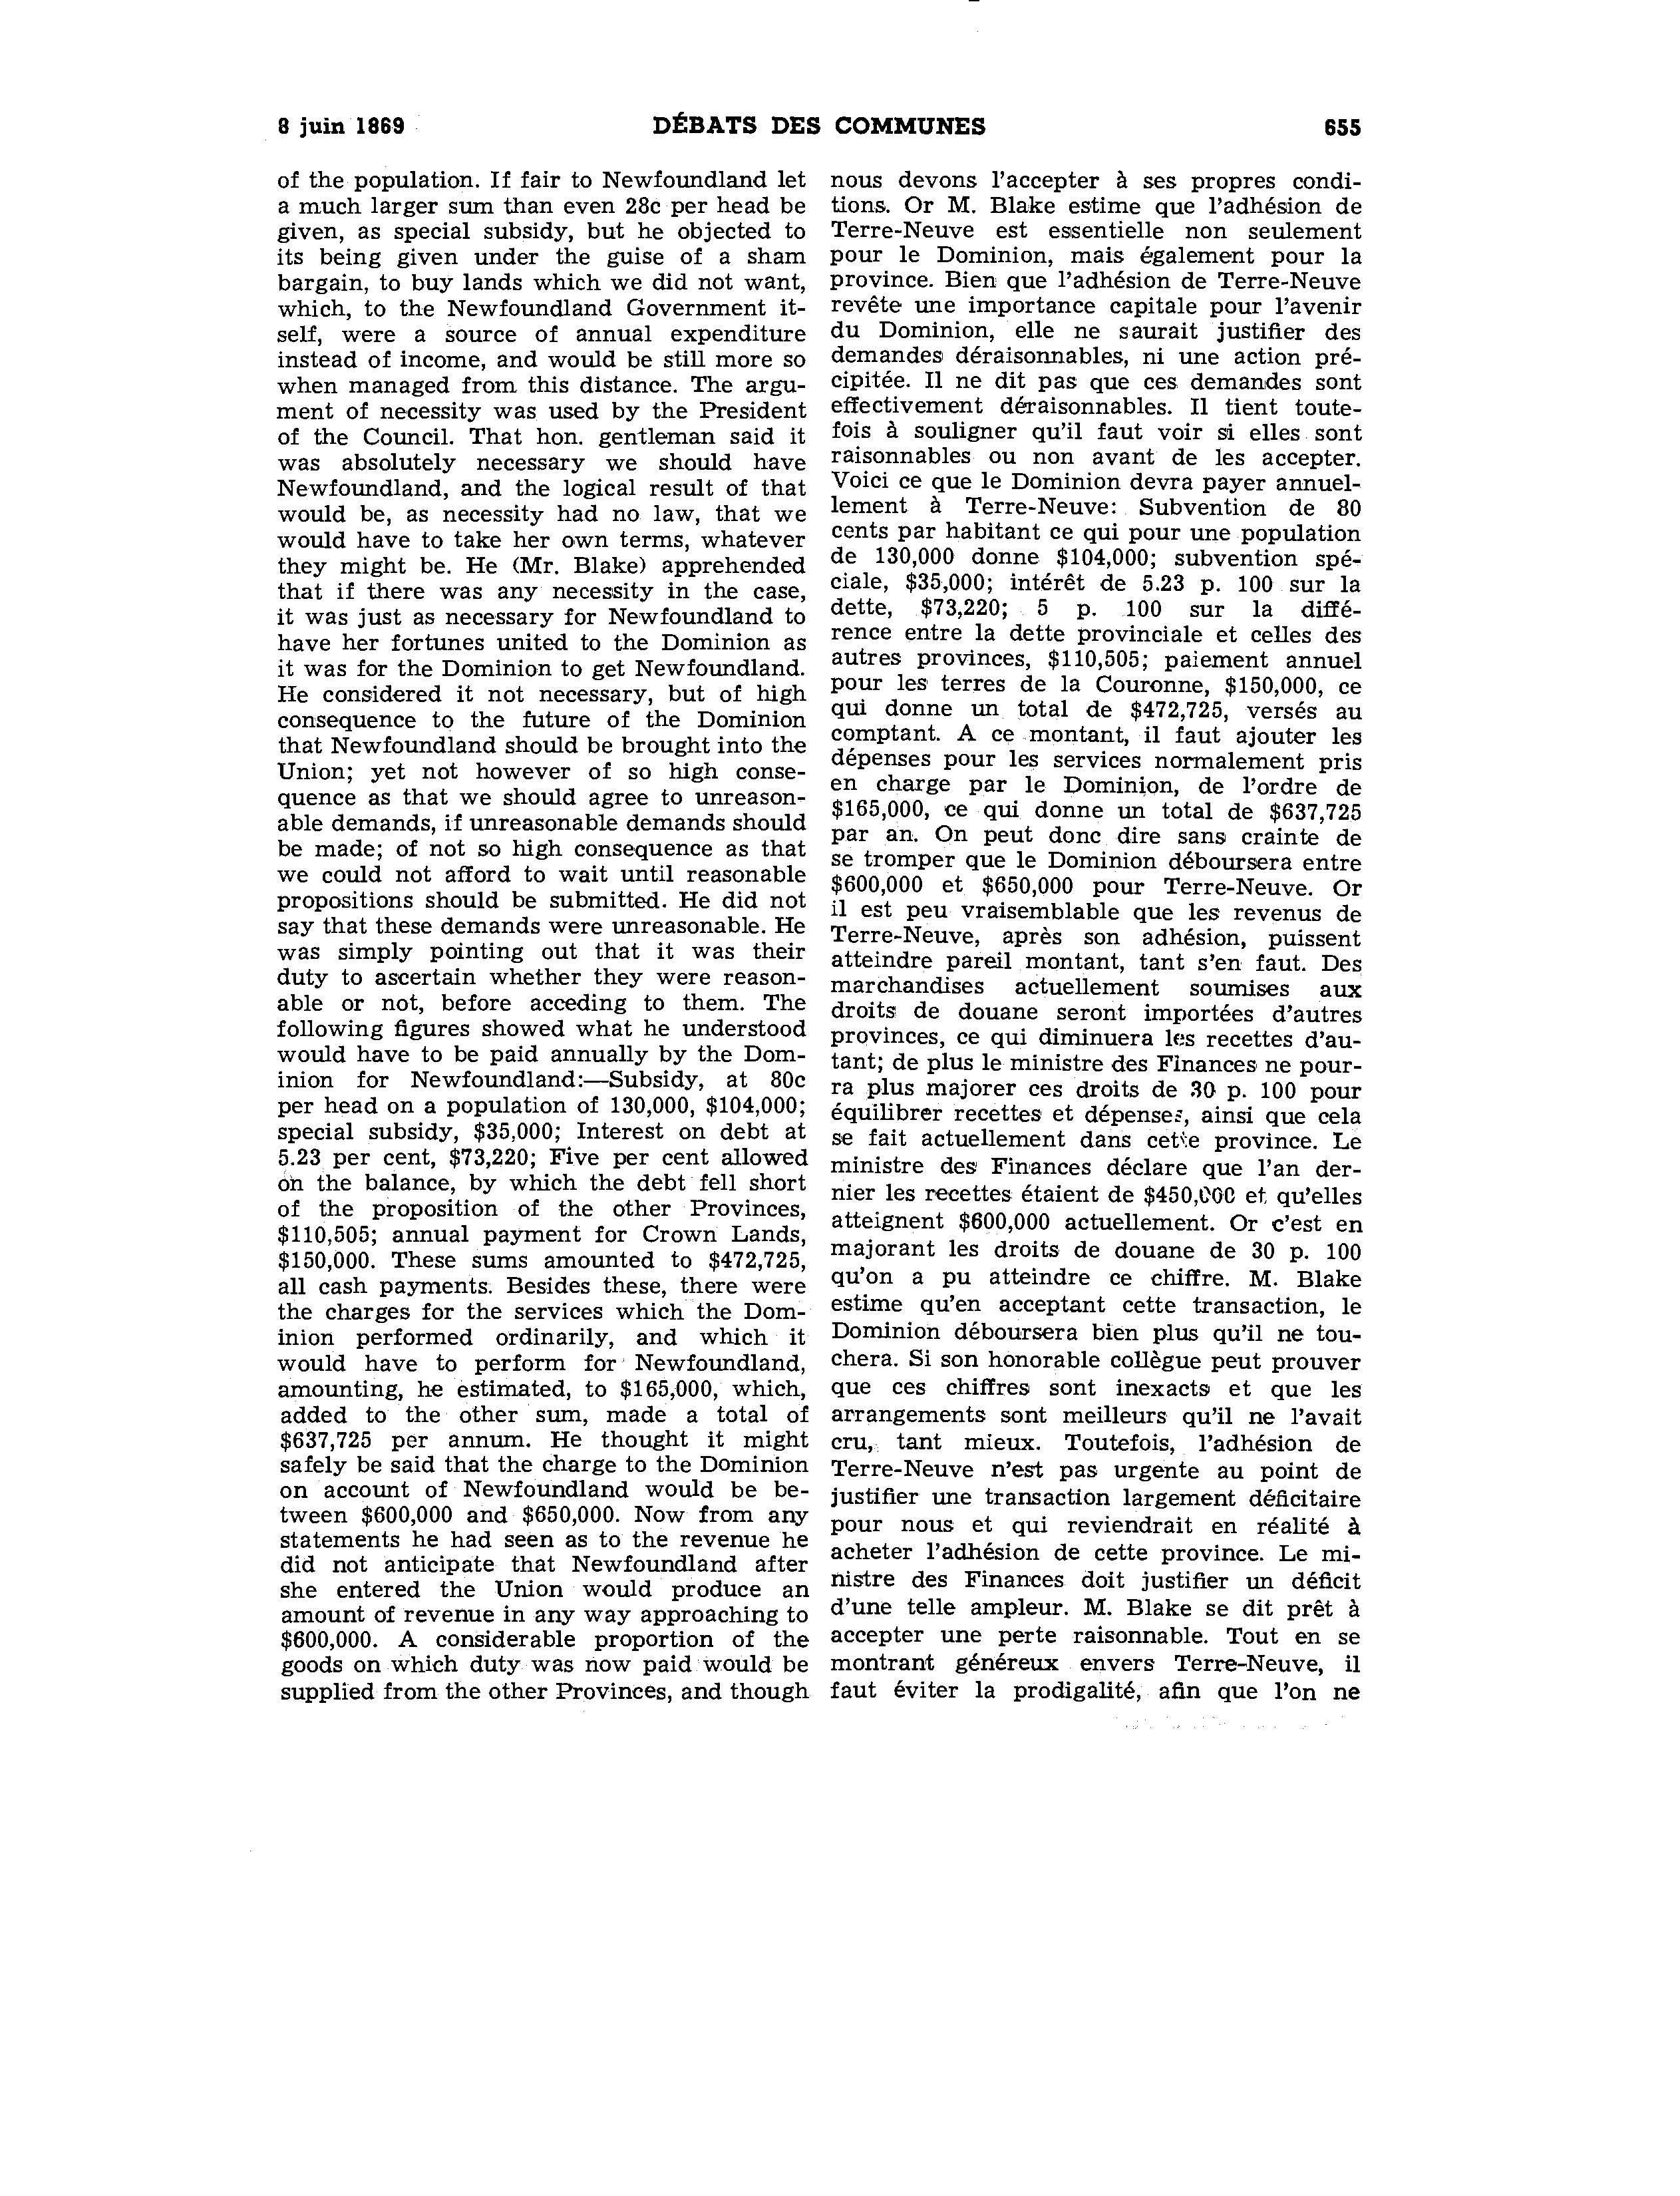 8 juin 1869
DÉBATS DES COMMUNES
655
of the population. If fair to Newfoundland let
a much larger sum than even 28c per head be
given, as special subsidy, but he objected to
its being given under the guise of a sham
bargain, to buy lands which we did not want,
which, to the Newfoundland Government it-
self, were a source of annual expenditure
instead of income, and would be still more so
when managed from this distance. The argu-
ment of necessity was used by the President
of the Council. That hon. gentleman said it
was absolutely necessary we should have
Newfoundland, and the logical result of that
would be, as necessity had no law, that we
would have to take her own terms, whatever
they might be. He (Mr. Blake) apprehended
that if there was any necessity in the case,
it was just as necessary for Newfoundland to
have her fortunes united to the Dominion as
it was for the Dominion to get Newfoundland.
He considered it not necessary, but of high
consequence to the future of the Dominion
that Newfoundland should be brought into the
Union; yet not however of so high conse-
quence as that we should agree to unreason-
able demands, if unreasonable demands should
be made; of not so high consequence as that
we could not afford to wait until reasonable
propositions should be submitted. He did not
say that these demands were unreasonable. He
was simply pointing out that it was their
duty to ascertain whether they were reason-
able or not, before acceding to them. The
following figures showed what he understood
would have to be paid annually by the Dom-
inion for Newfoundland:—Subsidy, at 80c
per head on a population of 130,000, $104,000;
special subsidy, $35,000; Interest on debt at
5.23 per cent, $73,220; Five per cent allowed
on the balance, by which the debt fell short
of the proposition of the other Provinces,
$110,505; annual payment for Crown Lands,
$150,000. These sums amounted to $472,725,
all cash payments. Besides these, there were
the charges for the services which the Dom-
inion performed ordinarily, and which it
would have to perform for Newfoundland,
amounting, he estimated, to $165,000, which,
added to the other sum, made a total of
$637,725 per annum. He thought it might
safely be said that the charge to the Dominion
on account of Newfoundland would be be-
tween $600,000 and $650,000. Now from any
statements he had seen as to the revenue he
did not anticipate that Newfoundland after
she entered the Union would produce an
amount of revenue in any way approaching to
$600,000. A considerable proportion of the
goods on which duty was now paid would be
supplied from the other Provinces, and though
nous devons l'accepter à ses propres condi-
tions. Or M. Blake estime que l'adhésion de
Terre-Neuve est essentielle non seulement
pour le Dominion, mais également pour la
province. Bien que l'adhésion de Terre-Neuve
revête une importance capitale pour l'avenir
du Dominion, elle ne saurait justifier des
demandes déraisonnables, ni une action pré-
cipitée. Il ne dit pas que ces demandes sont
effectivement déraisonnables. Il tient toute-
fois à souligner qu'il faut voir si elles sont
raisonnables ou non avant de les accepter.
Voici ce que le Dominion devra payer annuel-
lement à Terre-Neuve: Subvention de 80
cents par habitant ce qui pour une population
de 130,000 donne $104,000; subvention spé-
ciale, $35,000; intérêt de 5.23 p. 100 sur la
dette, $73,220; 5 p. 100 sur la diffé-
rence entre la dette provinciale et celles des
autres provinces, $110,505; paiement annuel
pour les terres de la Couronne, $150,000, ce
qui donne un total de $472,725, versés au
comptant. A ce montant, il faut ajouter les
dépenses pour les services normalement pris
en charge par le Dominion, de l'ordre de
$165,000, ce qui donne un total de $637,725
par an. On peut donc dire sans crainte de
se tromper que le Dominion déboursera entre
$600,000 et $650,000 pour Terre-Neuve. Or
il est peu vraisemblable que les revenus de
Terre-Neuve, après son adhésion, puissent
atteindre pareil montant, tant s'en faut. Des
marchandises actuellement soumises aux
droits de douane seront importées d'autres
provinces, ce qui diminuera les recettes d'au-
tant; de plus le ministre des Finances ne pour-
ra plus majorer ces droits de 30 p. 100 pour
équilibrer recettes et dépenses, ainsi que cela
se fait actuellement dans cette province. Le
ministre des Finances déclare que l'an der-
nier les recettes étaient de $450,000 et qu'elles
atteignent $600,000 actuellement. Or c'est en
majorant les droits de douane de 30 p. 100
qu'on a pu atteindre ce chiffre. M. Blake
estime qu'en acceptant cette transaction, le
Dominion déboursera bien plus qu'il ne tou-
chera. Si son honorable collègue peut prouver
que ces chiffres sont inexacts et que les
arrangements sont meilleurs qu'il ne l'avait
cru, tant mieux. Toutefois, l'adhésion de
Terre-Neuve n'est pas urgente au point de
justifier une transaction largement déficitaire
pour nous et qui reviendrait en réalité à
acheter l'adhésion de cette province. Le mi-
nistre des Finances doit justifier un déficit
d'une telle ampleur. M. Blake se dit prêt à
accepter une perte raisonnable. Tout en se
montrant généreux envers Terre-Neuve, il
faut éviter la prodigalité, afin que l'on ne